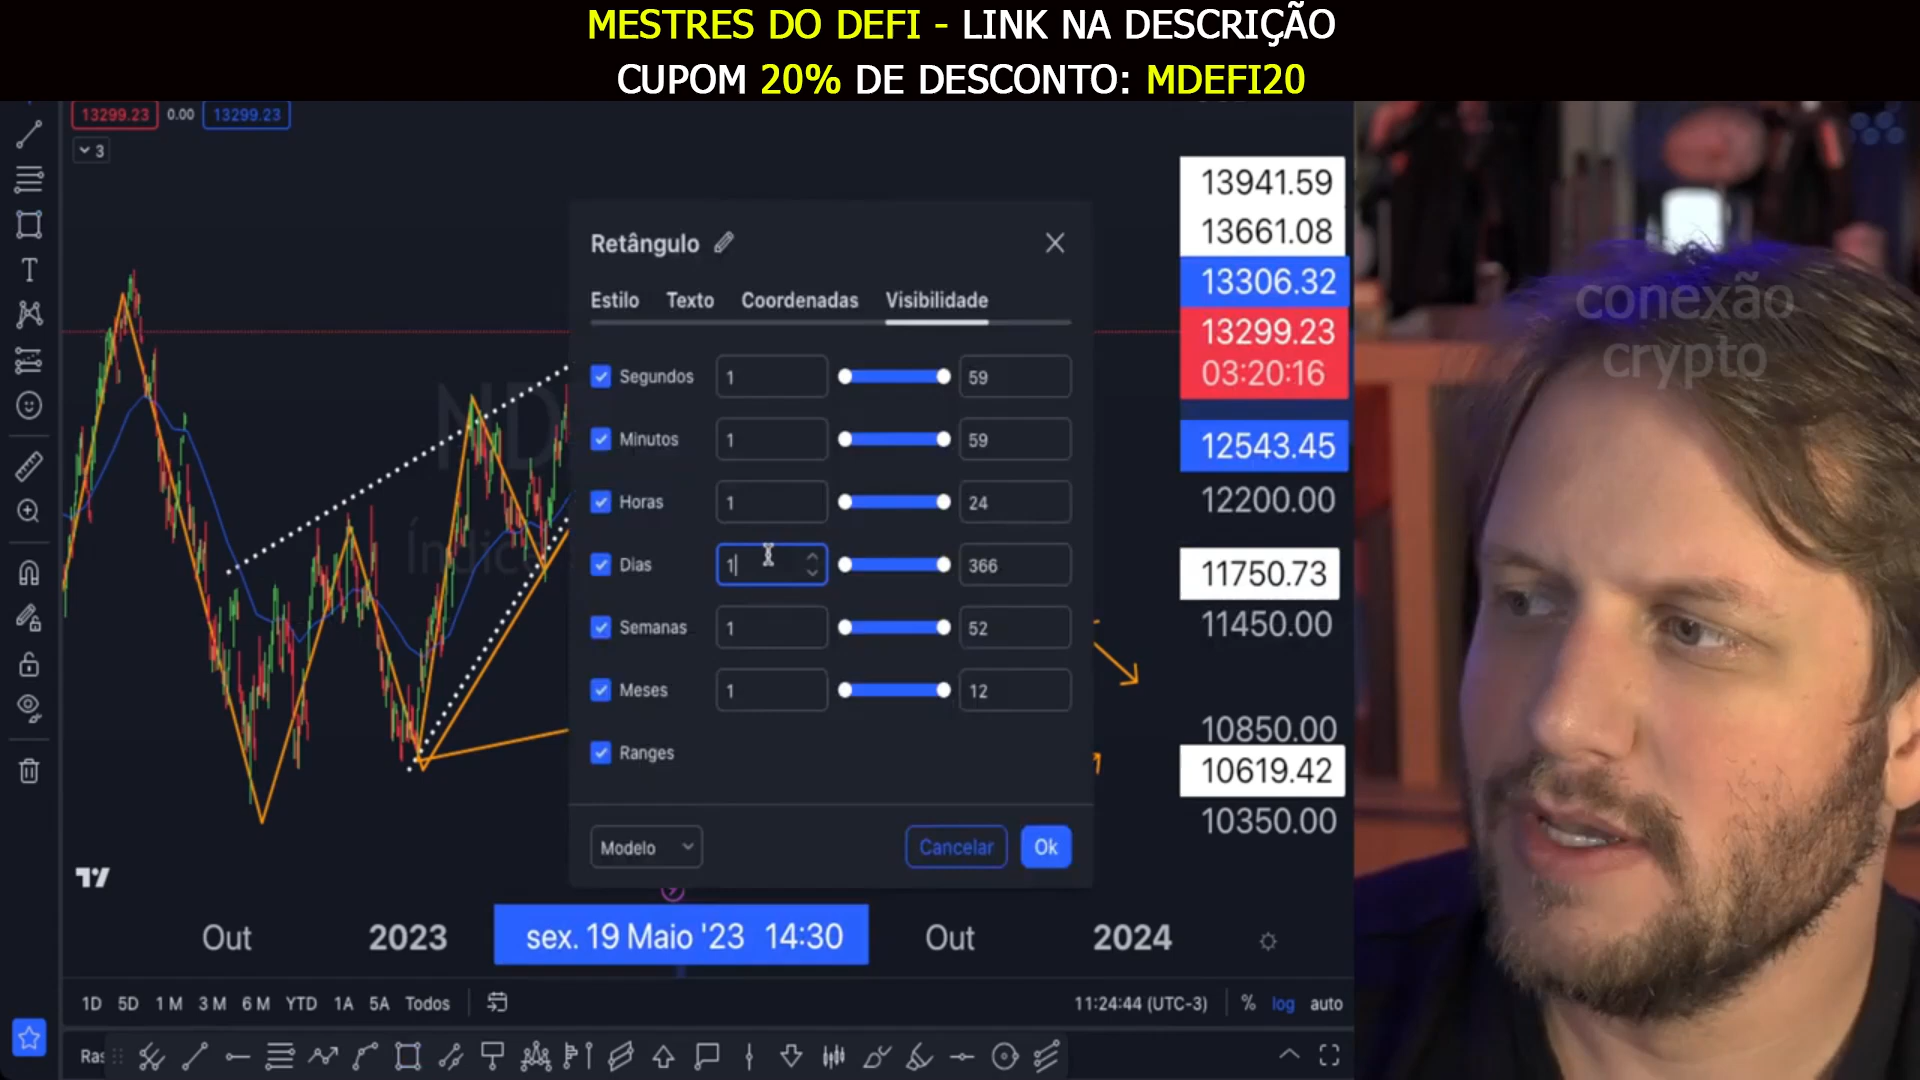 MESTRES DO DEFI - LINK NA DESCRIÇÃO
CUPOM 20% DE DESCONTO: MDEFI20
13299.23 0.00 13299.23
3
13941.59
13661.08
13306.32
13299.23
03:20:16
12543.45
12200.00
11750.73
11450.00
10850.00
10619.42
10350.00
Retângulo
Estilo Texto Coordenadas Visibilidade
Segundos 1 59
Minutos 1 59
Horas 1 24
Dias 1 366
Semanas 1 52
Meses 1 12
Ranges
Modelo Cancelar Ok
conexão
crypto
Out 2023 sex. 19 Maio '23 14:30 Out 2024
1D 5D 1M 3M 6M YTD 1A 5A Todos 11:24:44 (UTC-3) % log auto